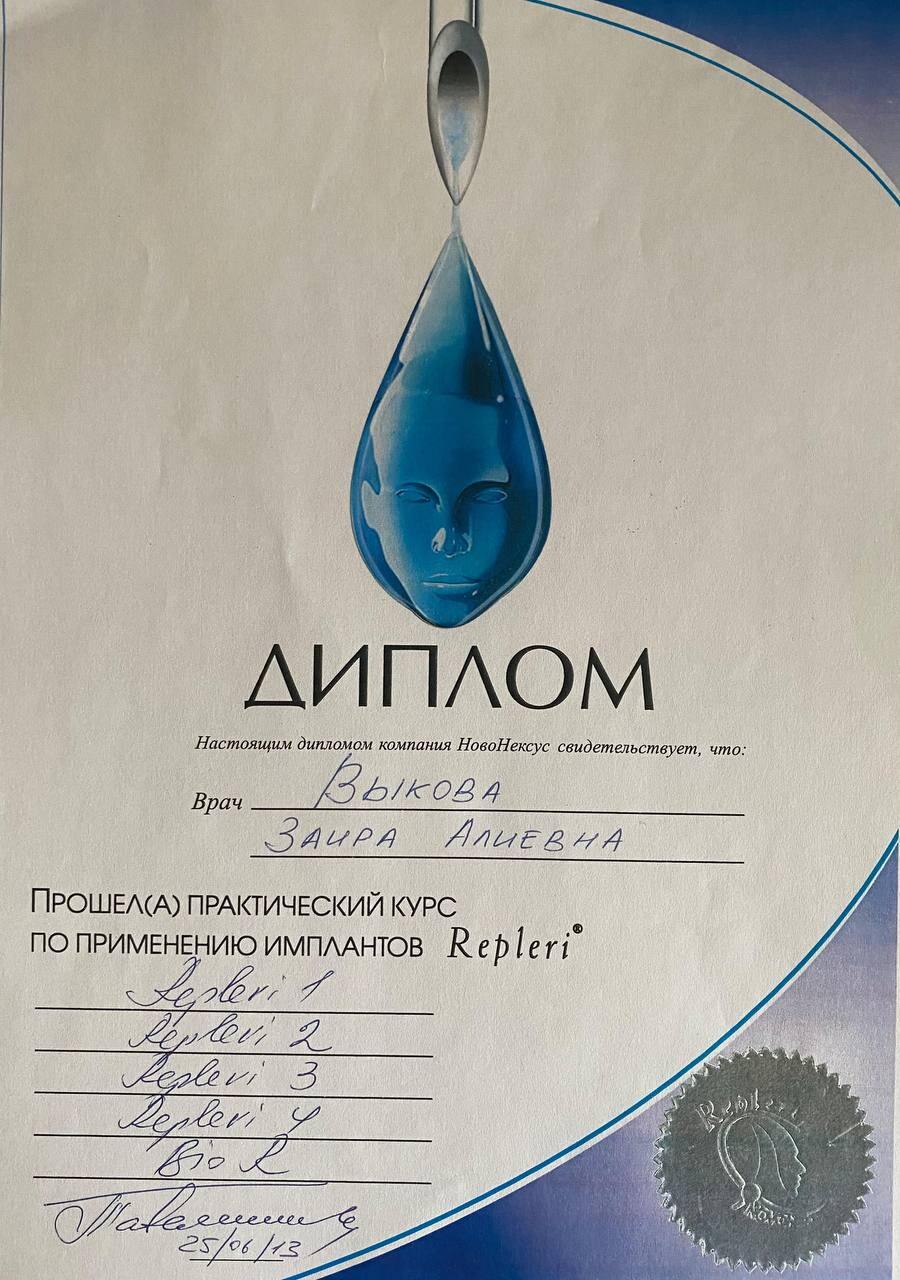 ДИПЛОМ
Настоящим дипломом компания НовоНексус свидетельствует, что:
Врач Выкова
Заира Алиевна
Прошел(а) практический курс
по применению имплантов Repleri®
Repleri 1
Repleri 2
Repleri 3
Repleri 4
Bio R
25/06/13
Repleri